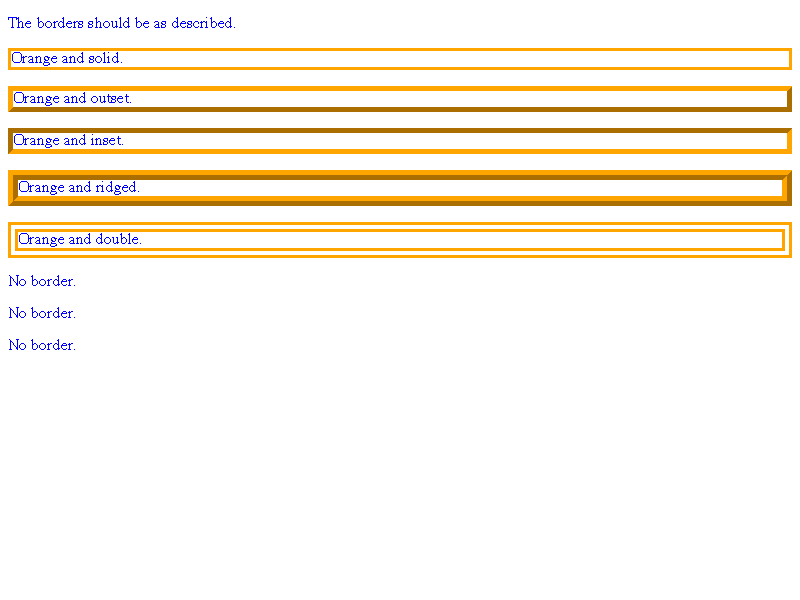 The borders should be as described.
Orange and solid.
Orange and outset.
Orange and inset.
Orange and ridged.
Orange and double.
No border.
No border.
No border.